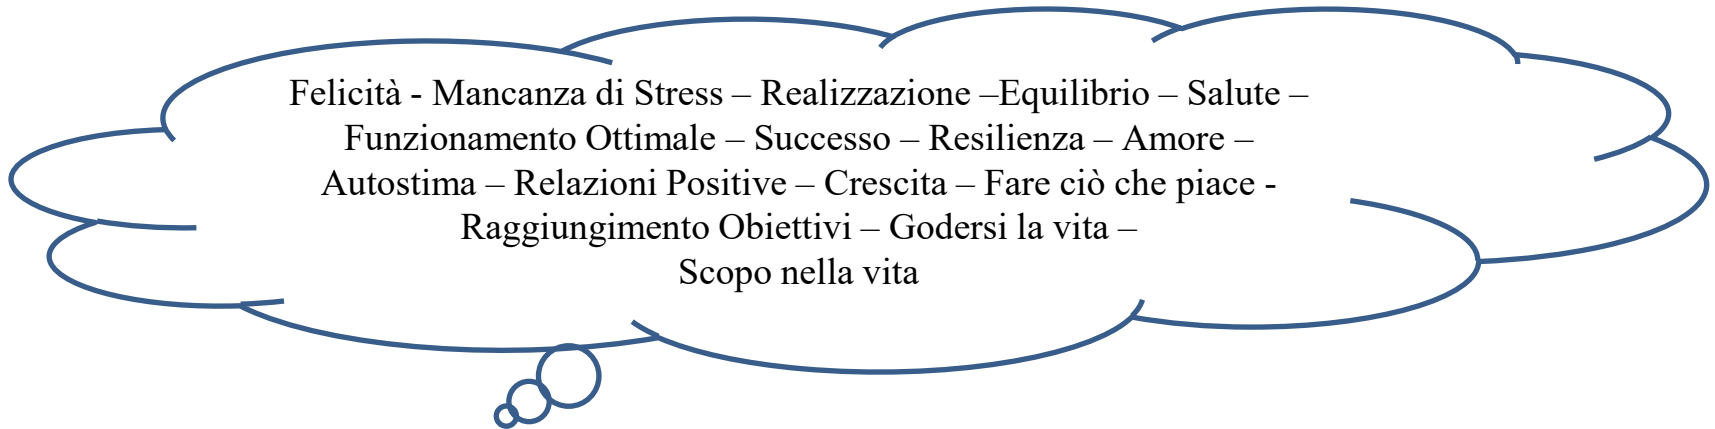 Felicità - Mancanza di Stress – Realizzazione –Equilibrio – Salute –
Funzionamento Ottimale – Successo – Resilienza – Amore –
Autostima – Relazioni Positive – Crescita – Fare ciò che piace -
Raggiungimento Obiettivi – Godersi la vita –
Scopo nella vita